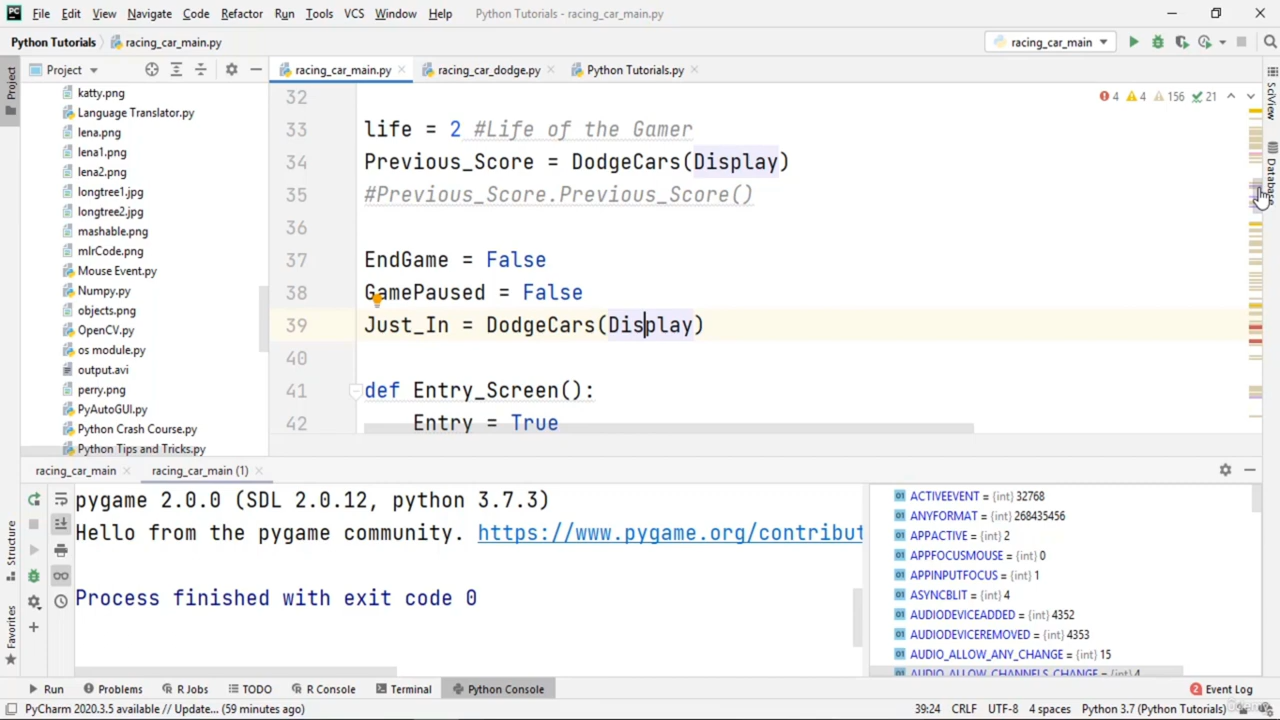 PC File Edit View Navigate Code Refactor Run Tools VCS Window Help Python Tutorials - racing_car_main.py
Python Tutorials racing_car_main.py racing_car_main
Project racing_car_main.py racing_car_dodge.py Python Tutorials.py
Project
SciView
Database
4 4 156 21
katty.png
Language Translator.py
lena.png
lena1.png
lena2.png
longtree1.jpg
longtree2.jpg
mashable.png
mlrCode.png
Mouse Event.py
Numpy.py
objects.png
OpenCV.py
os module.py
output.avi
perry.png
PyAutoGUI.py
Python Crash Course.py
Python Tips and Tricks.py
32
33 life = 2 #Life of the Gamer
34 Previous_Score = DodgeCars(Display)
35 #Previous_Score.Previous_Score()
36
37 EndGame = False
38 GamePaused = False
39 Just_In = DodgeCars(Display)
40
41 def Entry_Screen():
42 Entry = True
racing_car_main racing_car_main (1)
Structure
Favorites
pygame 2.0.0 (SDL 2.0.12, python 3.7.3)
Hello from the pygame community. https://www.pygame.org/contribut
Process finished with exit code 0
ACTIVEEVENT = {int} 32768
ANYFORMAT = {int} 268435456
APPACTIVE = {int} 2
APPFOCUSMOUSE = {int} 0
APPINPUTFOCUS = {int} 1
ASYNCBLIT = {int} 4
AUDIODEVICEADDED = {int} 4352
AUDIODEVICEREMOVED = {int} 4353
AUDIO_ALLOW_ANY_CHANGE = {int} 15
AUDIO_ALLOW_CHANNELS_CHANGE = {int} 4
Run Problems R Jobs TODO R Console Terminal Python Console Event Log
PyCharm 2020.3.5 available // Update... (59 minutes ago) 39:24 CRLF UTF-8 4 spaces Python 3.7 (Python Tutorials)